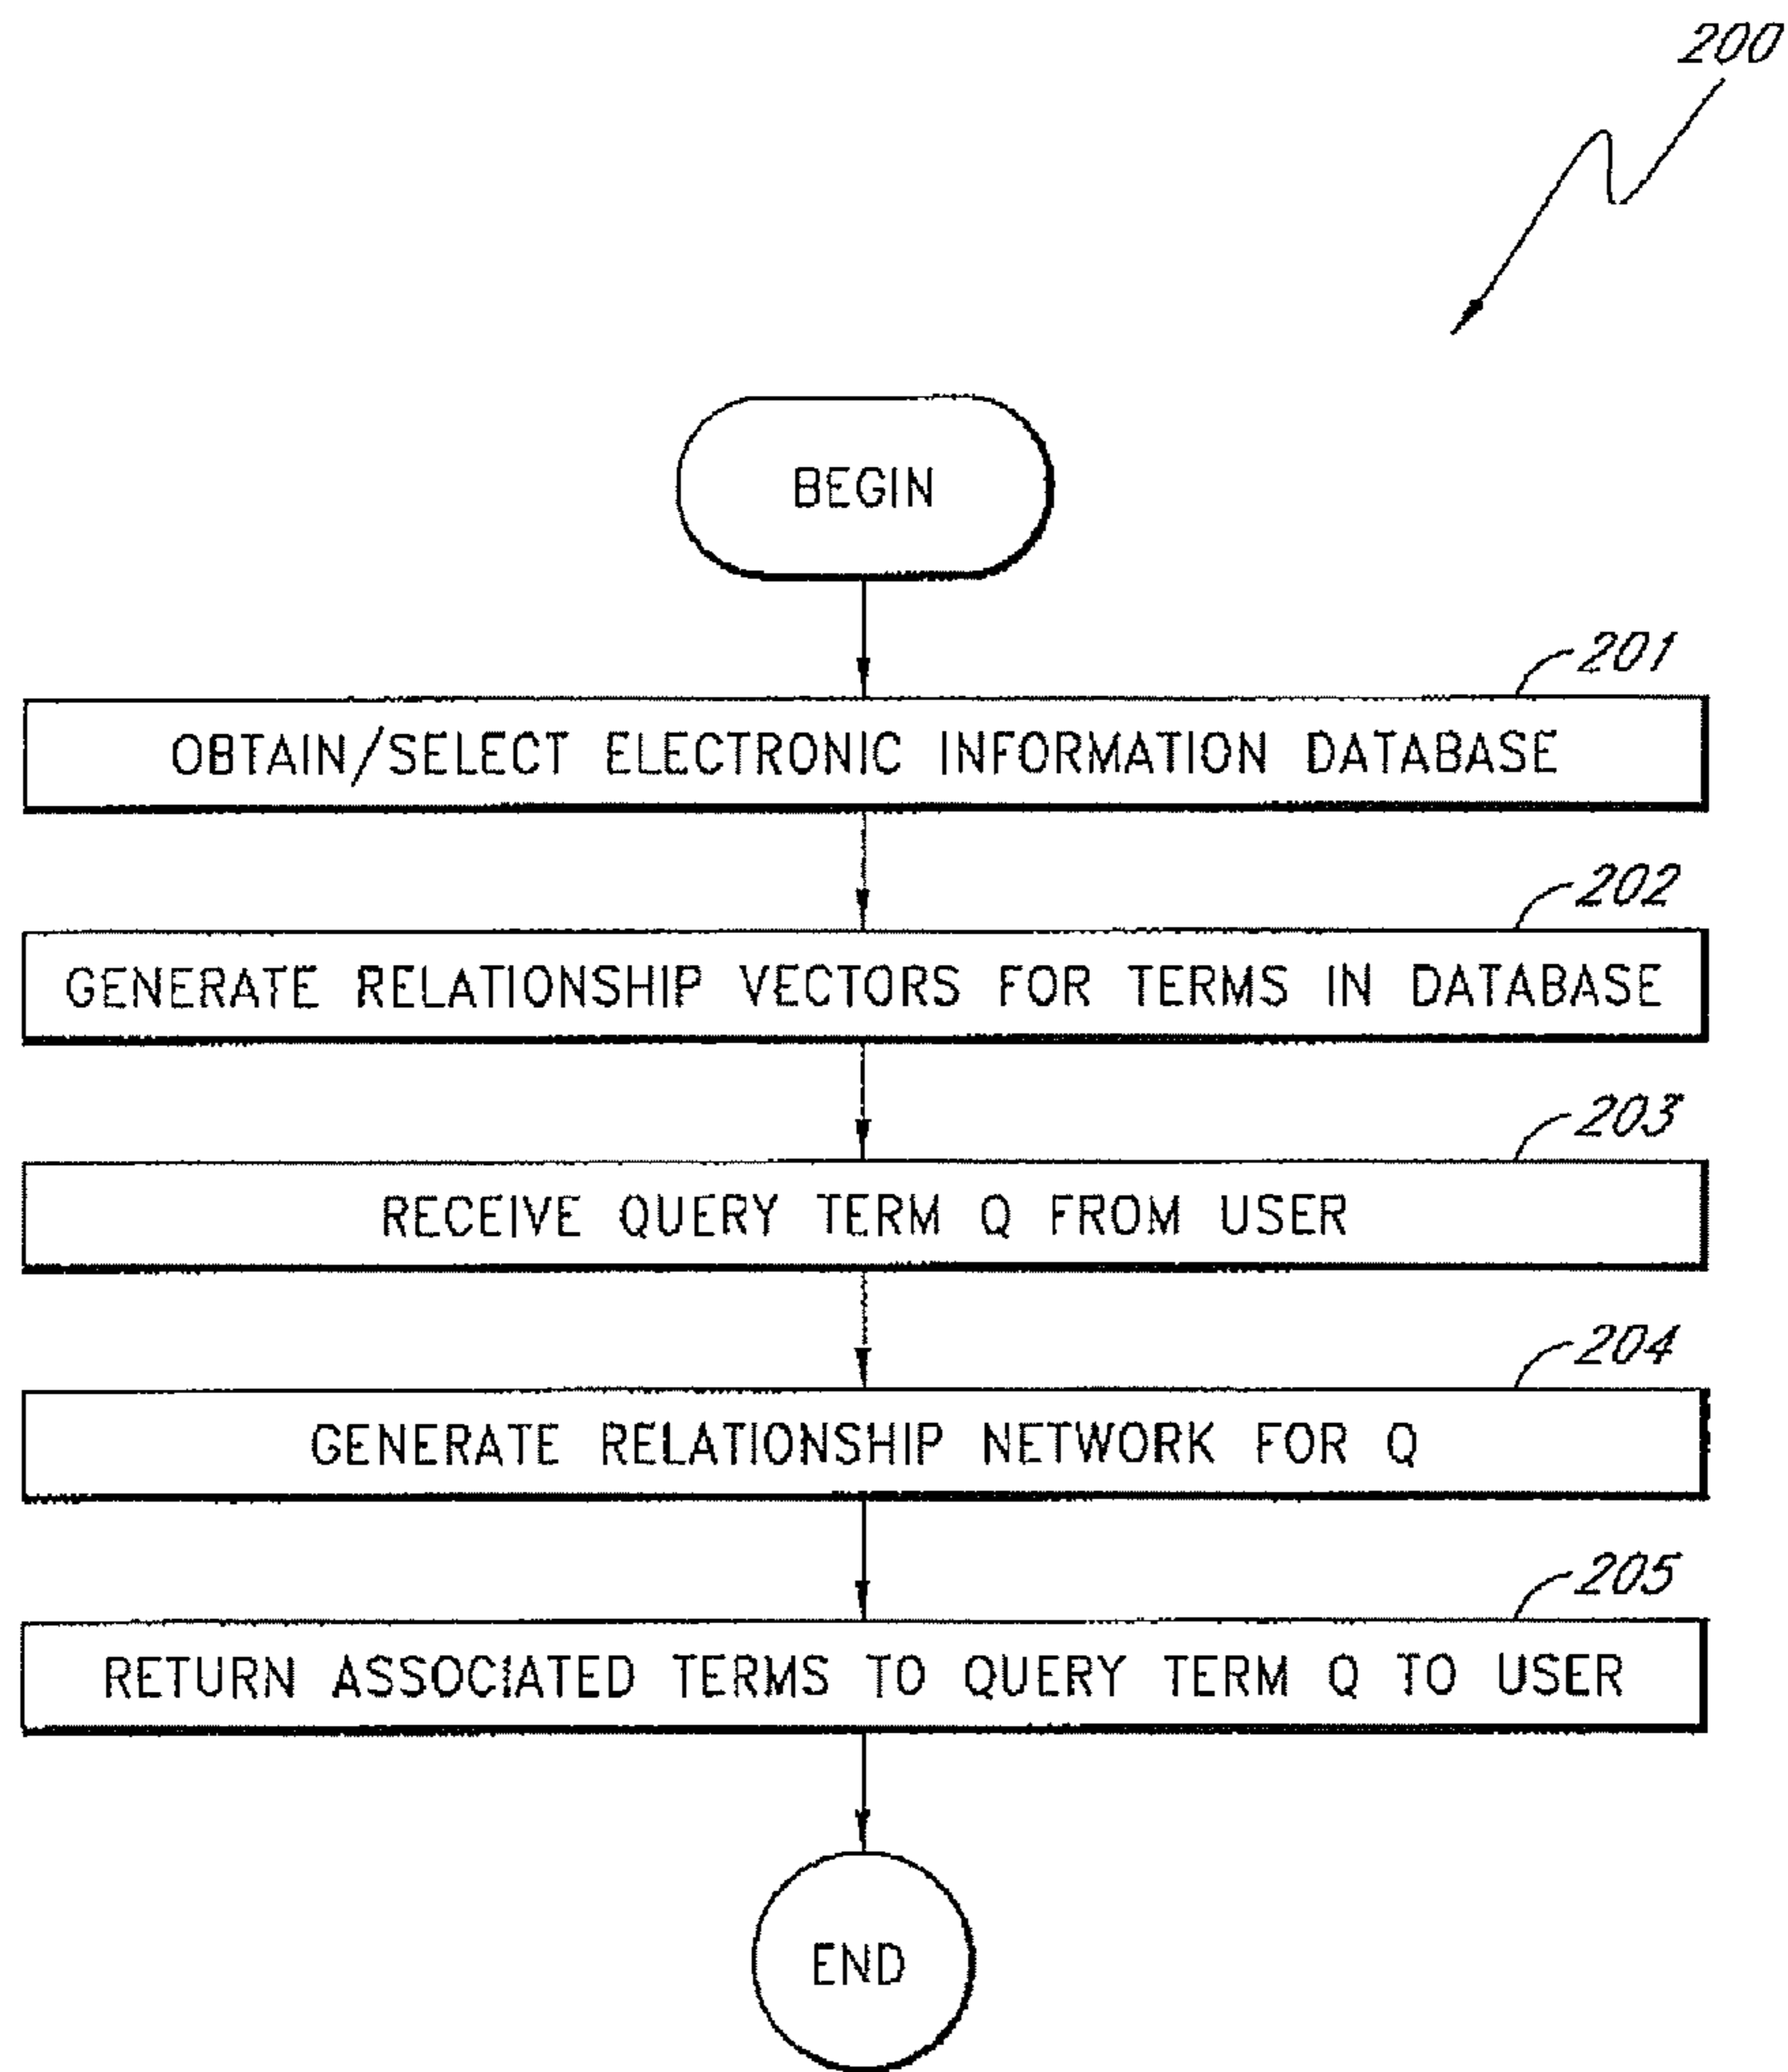 200
BEGIN
201
OBTAIN/SELECT ELECTRONIC INFORMATION DATABASE
202
GENERATE RELATIONSHIP VECTORS FOR TERMS IN DATABASE
203
RECEIVE QUERY TERM Q FROM USER
204
GENERATE RELATIONSHIP NETWORK FOR Q
205
RETURN ASSOCIATED TERMS TO QUERY TERM Q TO USER
END